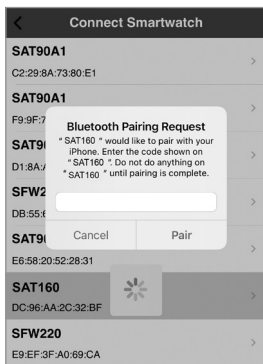 Connect Smartwatch
SAT90A1
C2:29:8A:73:80:E1
SAT90A1
F9:9F:7
Bluetooth Pairing Request
"SAT160 " would like to pair with your
iPhone. Enter the code shown on
"SAT160 ". Do not do anything on
"SAT160 " until pairing is complete.
SAT9
D1:8A:
SFW2
DB:55:
Cancel
Pair
SAT9
E6:58:20:52:28:31
SAT160
DC:96:AA:2C:32:BF
SFW220
E9:EF:3F:A0:69:CA